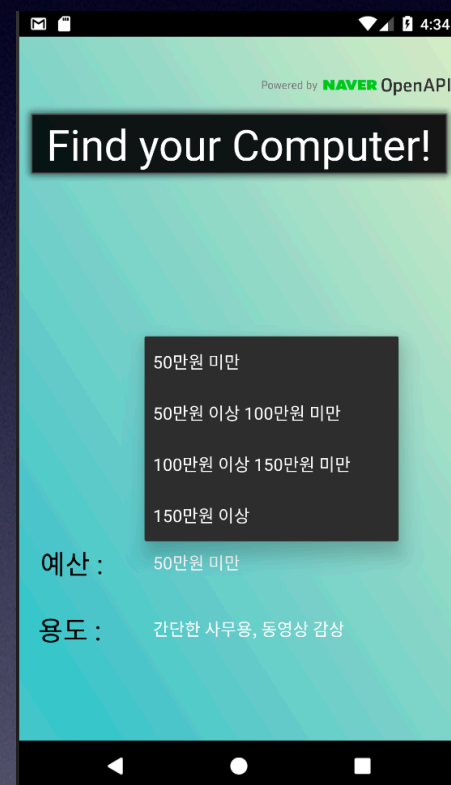 4:34
Powered by NAVER OpenAPI
Find your Computer!
50만원 미만
50만원 이상 100만원 미만
100만원 이상 150만원 미만
150만원 이상
예산 : 50만원 미만
용도 : 간단한 사무용, 동영상 감상